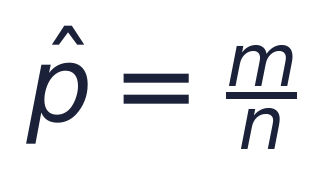 p̂ = m/n